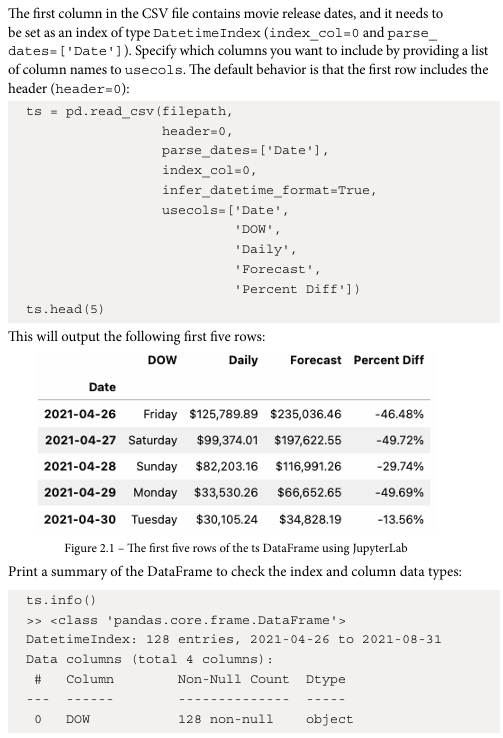 The first column in the CSV file contains movie release dates, and it needs to
be set as an index of type DatetimeIndex (index_col=0 and parse_
dates=['Date']). Specify which columns you want to include by providing a list
of column names to usecols. The default behavior is that the first row includes the
header (header=0):
ts = pd.read_csv(filepath,
                 header=0,
                 parse_dates=['Date'],
                 index_col=0,
                 infer_datetime_format=True,
                 usecols=['Date',
                          'DOW',
                          'Daily',
                          'Forecast',
                          'Percent Diff'])
ts.head(5)
This will output the following first five rows:
DOW Daily Forecast Percent Diff
Date
2021-04-26 Friday $125,789.89 $235,036.46 -46.48%
2021-04-27 Saturday $99,374.01 $197,622.55 -49.72%
2021-04-28 Sunday $82,203.16 $116,991.26 -29.74%
2021-04-29 Monday $33,530.26 $66,652.65 -49.69%
2021-04-30 Tuesday $30,105.24 $34,828.19 -13.56%
Figure 2.1 – The first five rows of the ts DataFrame using JupyterLab
Print a summary of the DataFrame to check the index and column data types:
ts.info()
>> <class 'pandas.core.frame.DataFrame'>
DatetimeIndex: 128 entries, 2021-04-26 to 2021-08-31
Data columns (total 4 columns):
 #   Column        Non-Null Count  Dtype
---  ------        --------------  -----
 0   DOW           128 non-null    object